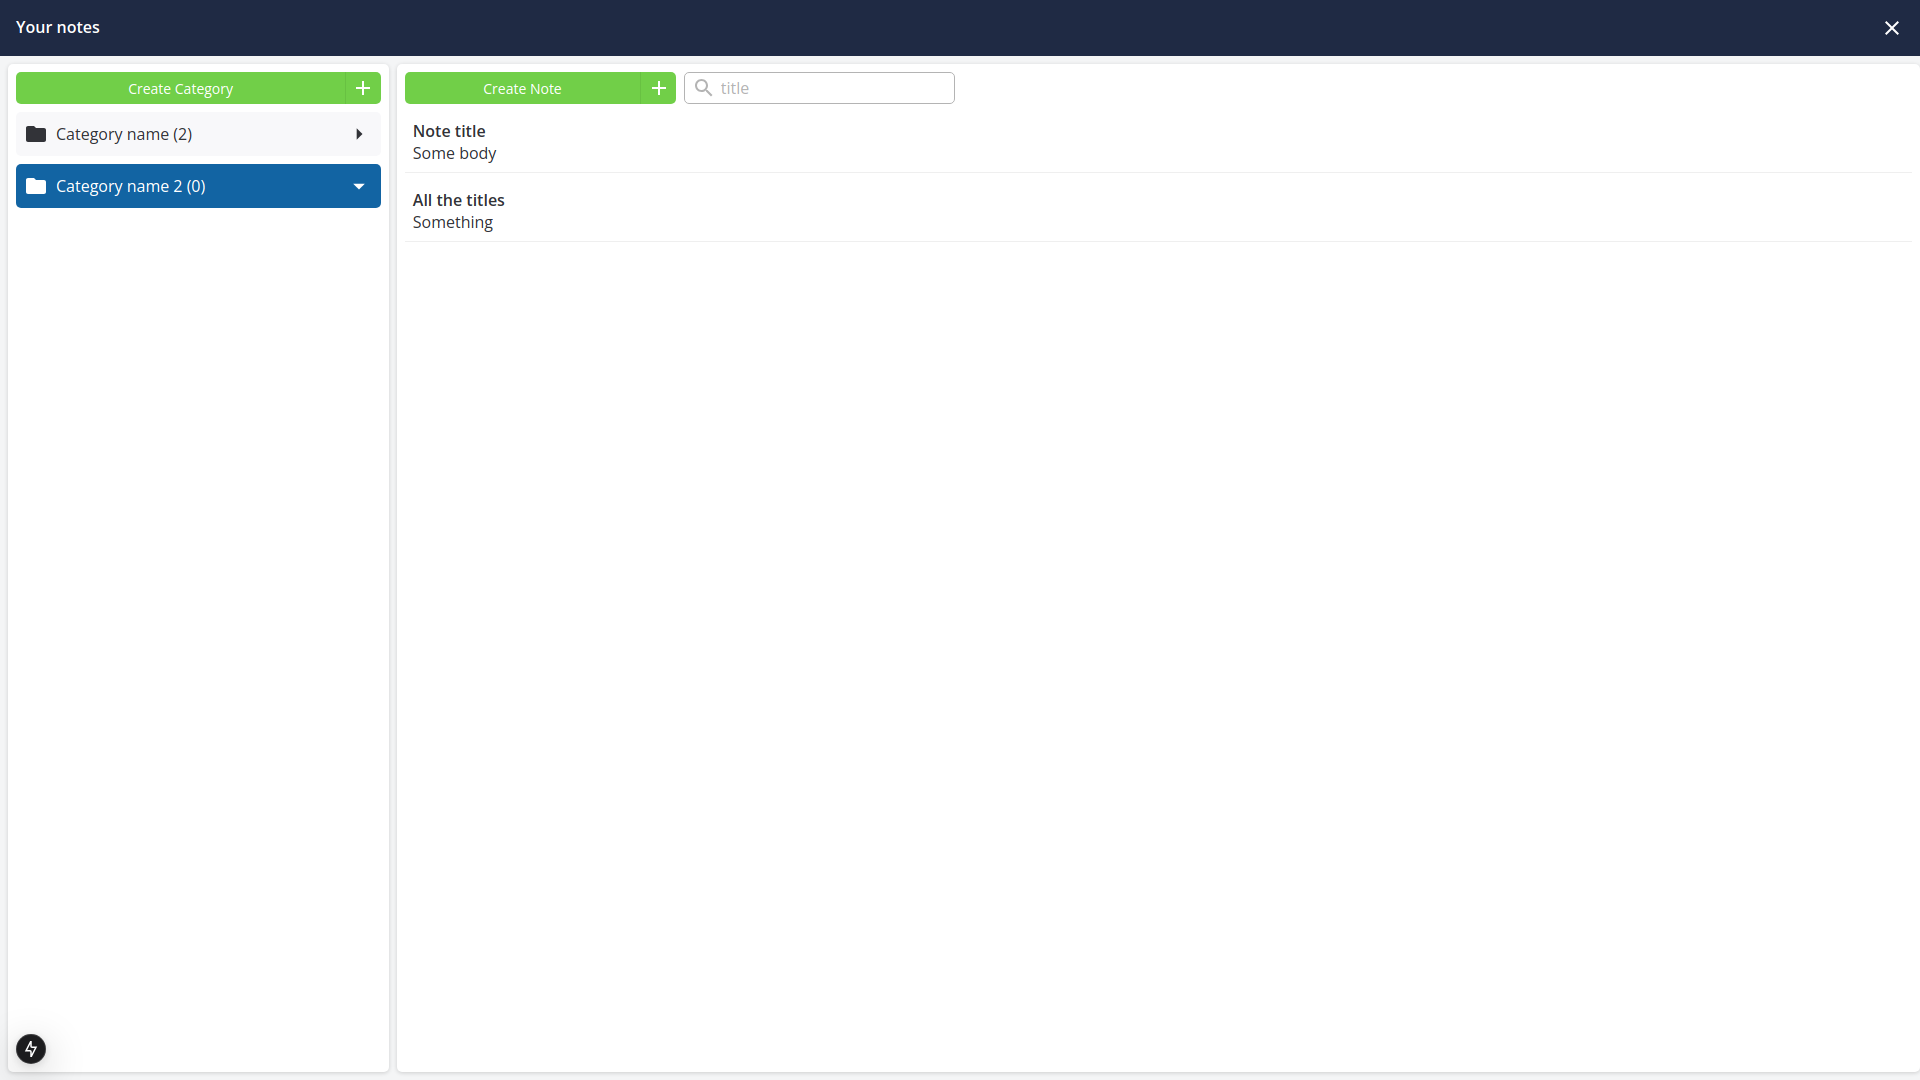 Your notes
Create Category
Category name (2)
Category name 2 (0)
Create Note
title
Note title
Some body
All the titles
Something